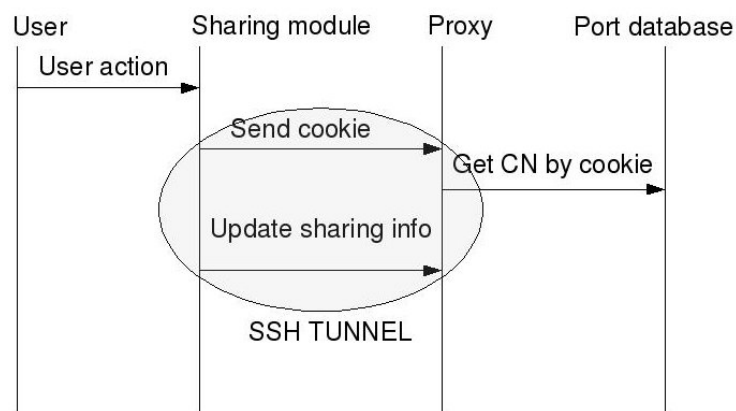 User
Sharing module
Proxy
Port database
User action
Send cookie
Get CN by cookie
Update sharing info
SSH TUNNEL